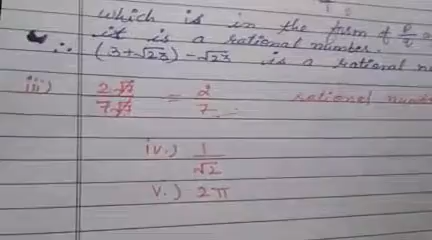 which is in the form of p/q
it is a rational number.
∴ (3+√23) - √23 is a rational
iii) 2√7/7√7 = 2/7 rational
iv.) 1/√2
v.) 2π